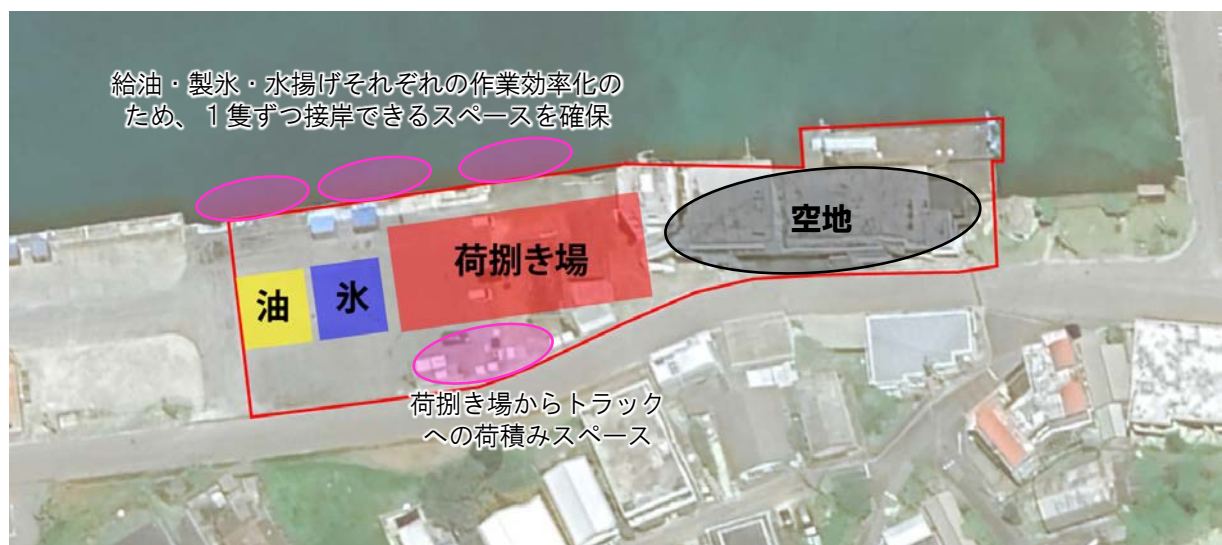 給油・製氷・水揚げそれぞれの作業効率化の
ため、１隻ずつ接岸できるスペースを確保
空地
荷捌き場
油
氷
荷捌き場からトラック
への荷積みスペース